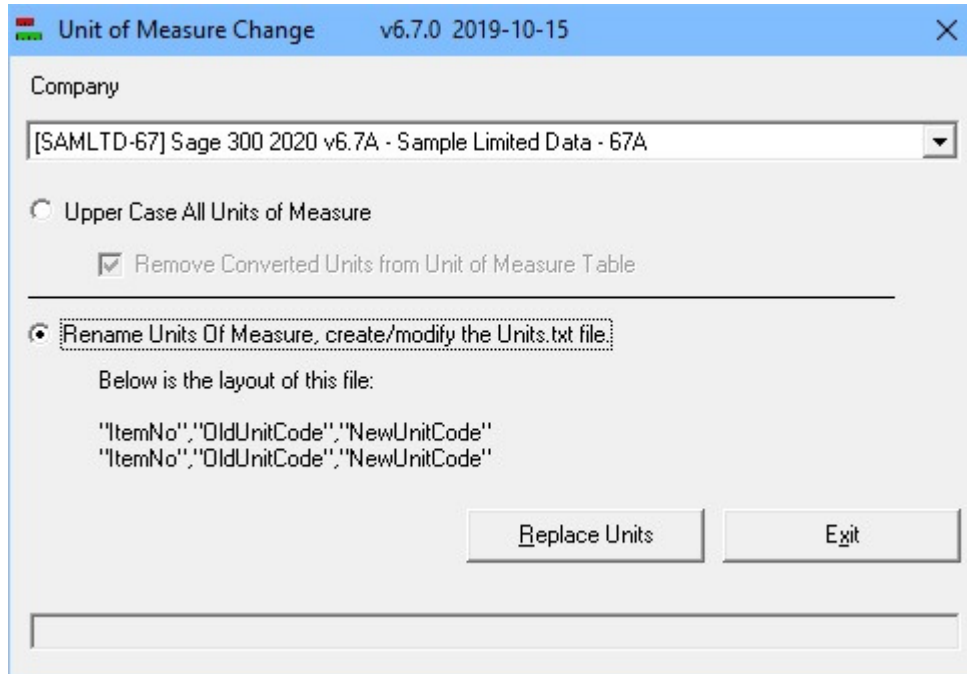 Unit of Measure Change v6.7.0 2019-10-15
Company
[SAMLTD-67] Sage 300 2020 v6.7A - Sample Limited Data - 67A
Upper Case All Units of Measure
Remove Converted Units from Unit of Measure Table
Rename Units Of Measure, create/modify the Units.txt file.
Below is the layout of this file:
"ItemNo","OldUnitCode","NewUnitCode"
"ItemNo","OldUnitCode","NewUnitCode"
Replace Units Exit